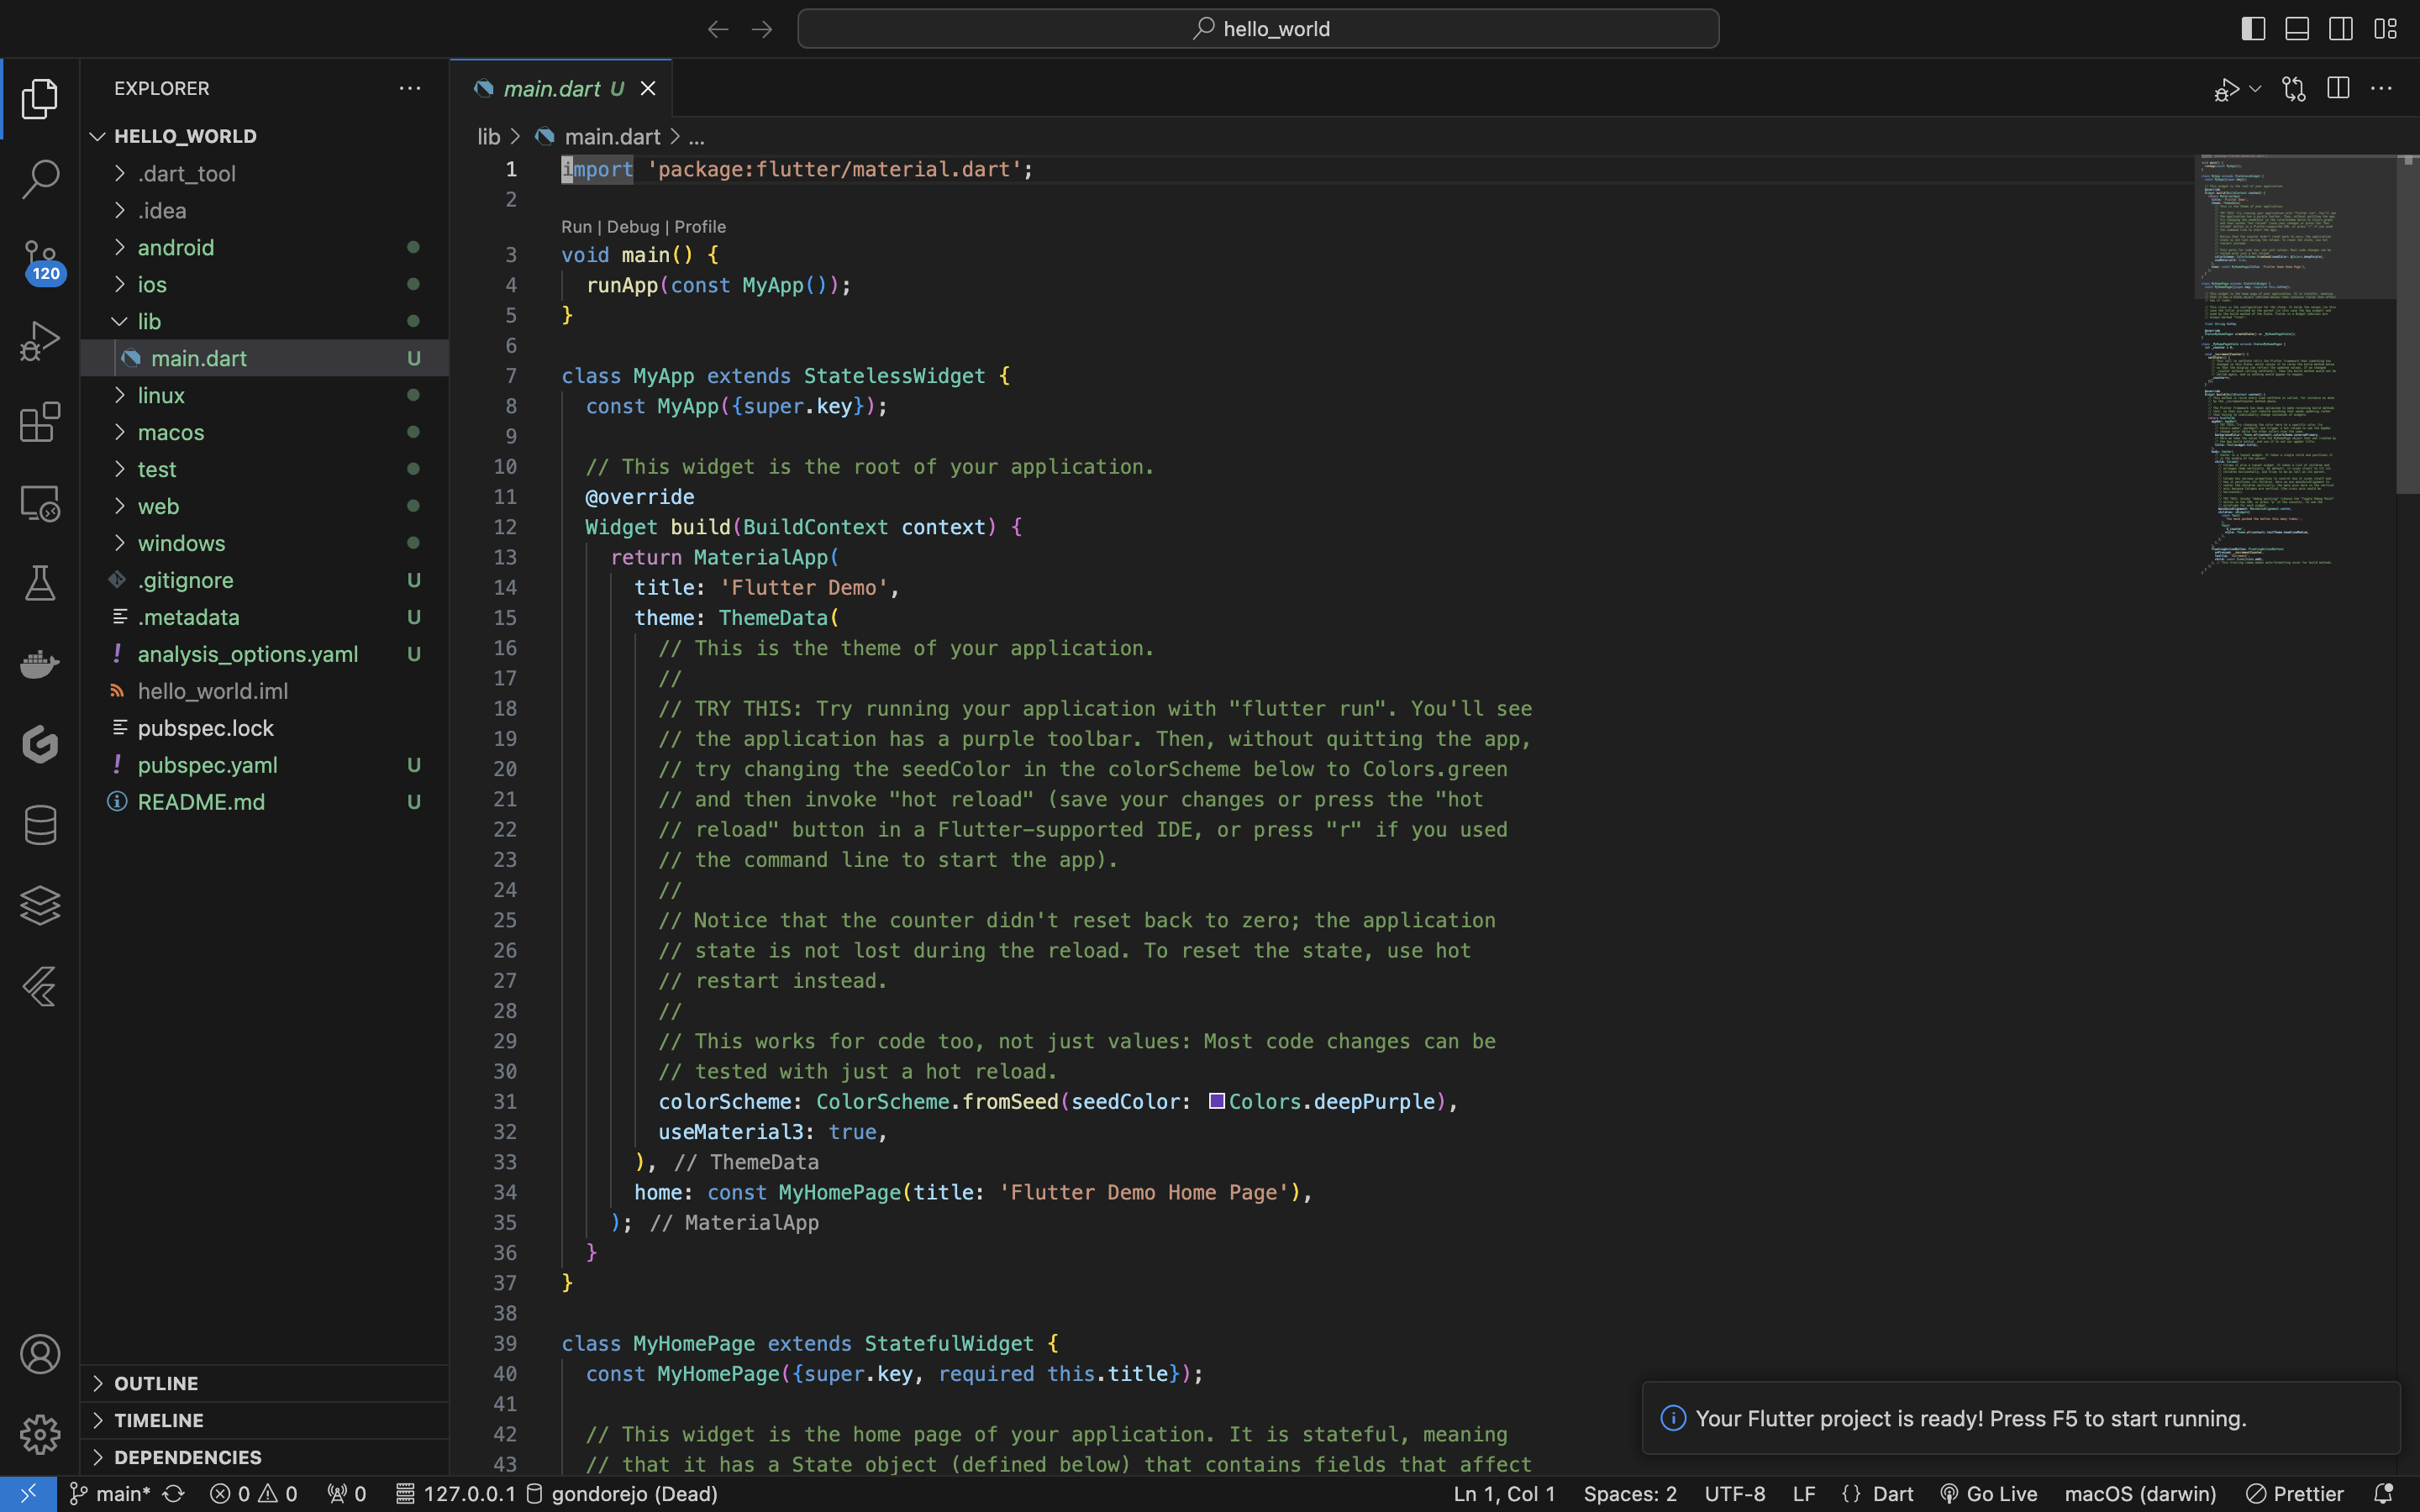 hello_world
EXPLORER
HELLO_WORLD
.dart_tool
.idea
android
ios
lib
main.dart U
linux
macos
test
web
windows
.gitignore U
.metadata U
analysis_options.yaml U
hello_world.iml
pubspec.lock
pubspec.yaml U
README.md U
OUTLINE
TIMELINE
DEPENDENCIES
120
main.dart U
lib > main.dart > ...
1 import 'package:flutter/material.dart';
2
Run | Debug | Profile
3 void main() {
4 runApp(const MyApp());
5 }
6
7 class MyApp extends StatelessWidget {
8 const MyApp({super.key});
9
10 // This widget is the root of your application.
11 @override
12 Widget build(BuildContext context) {
13 return MaterialApp(
14 title: 'Flutter Demo',
15 theme: ThemeData(
16 // This is the theme of your application.
17 //
18 // TRY THIS: Try running your application with "flutter run". You'll see
19 // the application has a purple toolbar. Then, without quitting the app,
20 // try changing the seedColor in the colorScheme below to Colors.green
21 // and then invoke "hot reload" (save your changes or press the "hot
22 // reload" button in a Flutter-supported IDE, or press "r" if you used
23 // the command line to start the app).
24 //
25 // Notice that the counter didn't reset back to zero; the application
26 // state is not lost during the reload. To reset the state, use hot
27 // restart instead.
28 //
29 // This works for code too, not just values: Most code changes can be
30 // tested with just a hot reload.
31 colorScheme: ColorScheme.fromSeed(seedColor: Colors.deepPurple),
32 useMaterial3: true,
33 ), // ThemeData
34 home: const MyHomePage(title: 'Flutter Demo Home Page'),
35 ); // MaterialApp
36 }
37 }
38
39 class MyHomePage extends StatefulWidget {
40 const MyHomePage({super.key, required this.title});
41
42 // This widget is the home page of your application. It is stateful, meaning
43 // that it has a State object (defined below) that contains fields that affect
Your Flutter project is ready! Press F5 to start running.
main* 0 0 0 127.0.0.1 gondorejo (Dead) Ln 1, Col 1 Spaces: 2 UTF-8 LF {} Dart Go Live macOS (darwin) Prettier